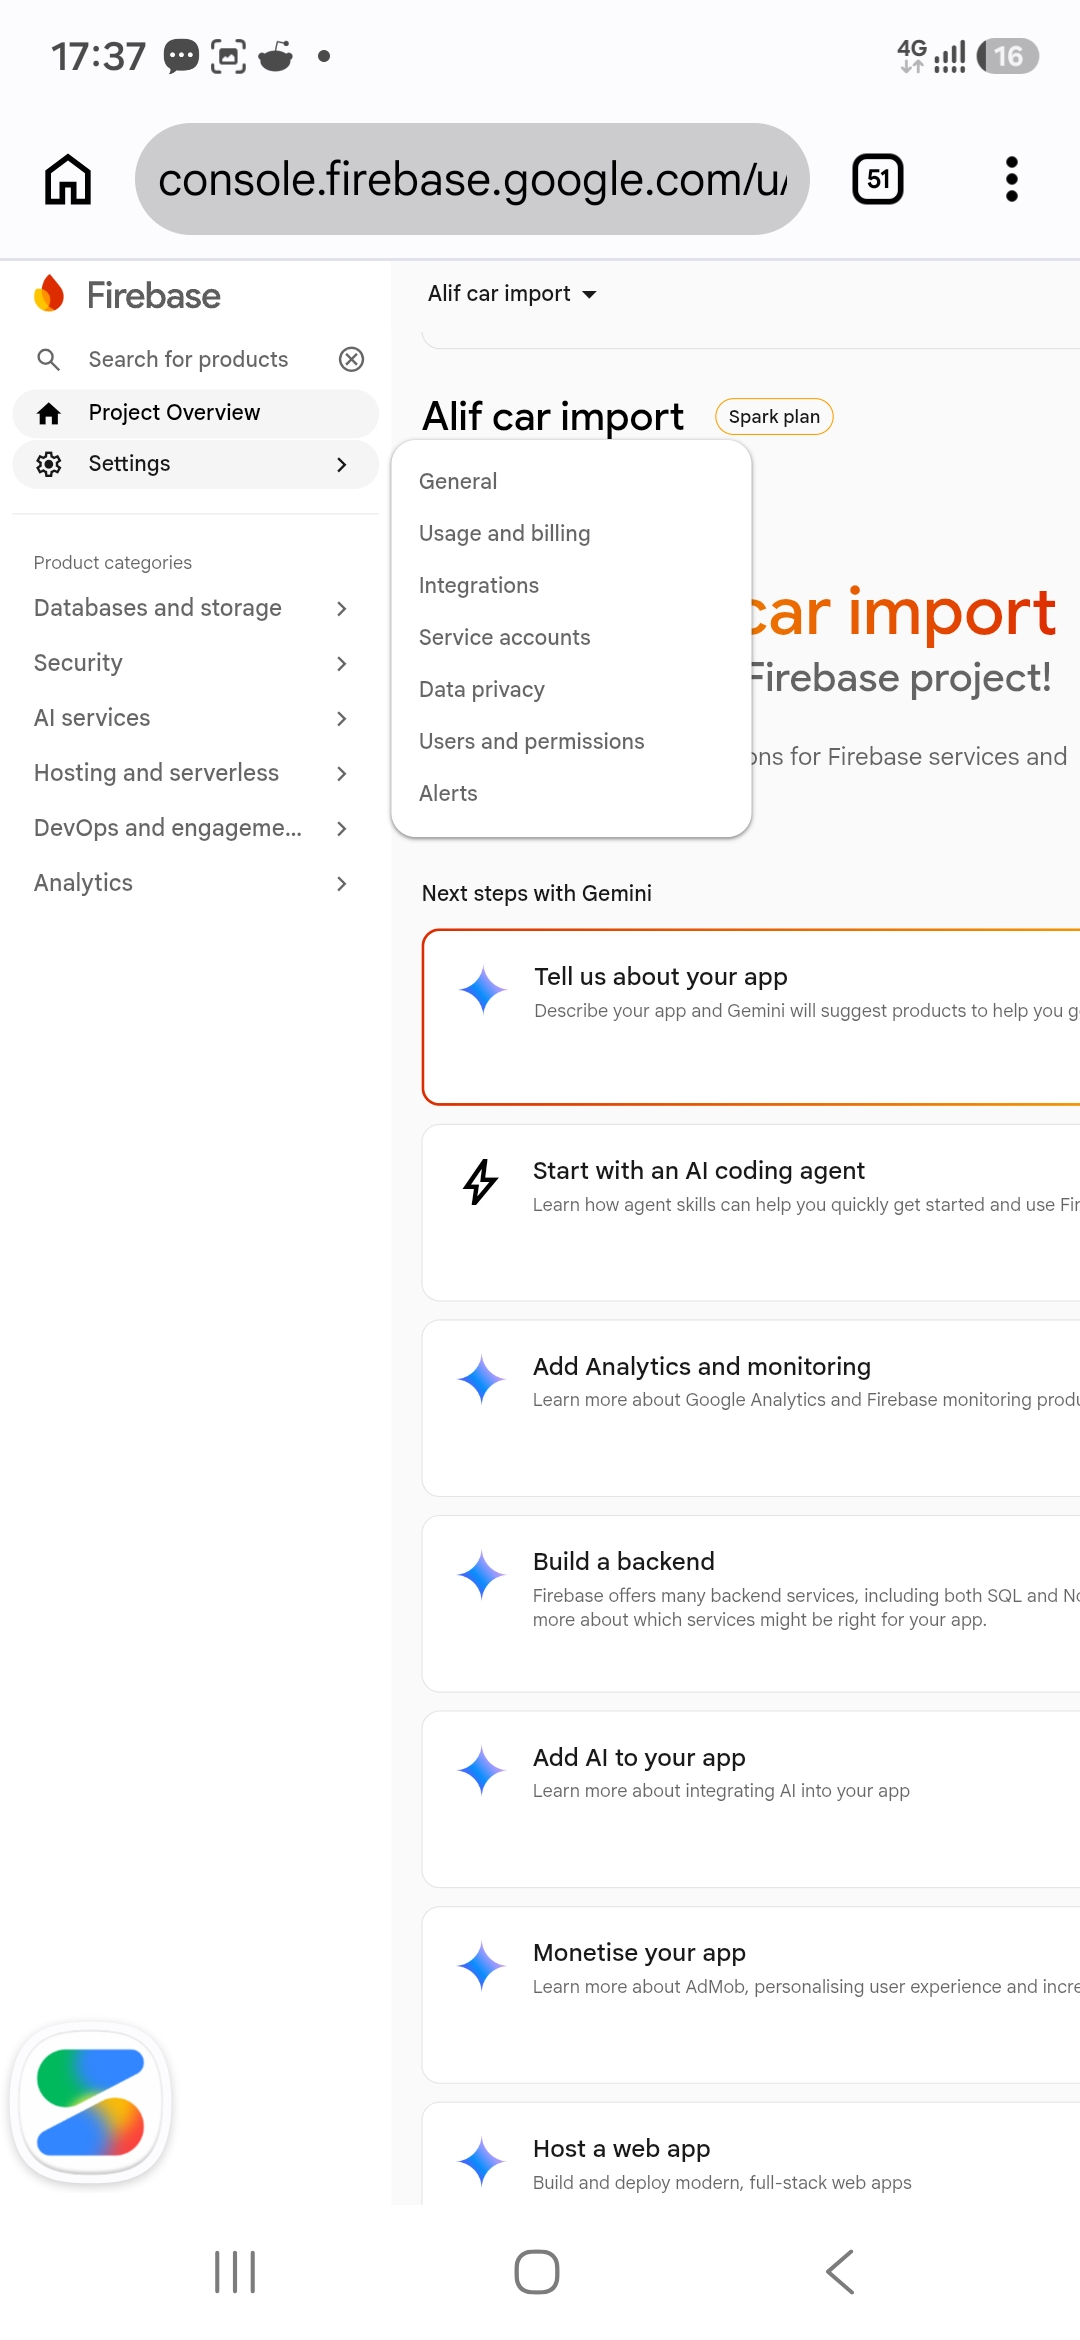 17:37
4G
16
console.firebase.google.com/u/
51
Firebase
Alif car import
Search for products
Project Overview
Alif car import
Spark plan
Settings
General
Usage and billing
Integrations
Service accounts
Data privacy
Users and permissions
Alerts
car import
Firebase project!
ons for Firebase services and
Product categories
Databases and storage
Security
AI services
Hosting and serverless
DevOps and engageme...
Analytics
Next steps with Gemini
Tell us about your app
Describe your app and Gemini will suggest products to help you g
Start with an AI coding agent
Learn how agent skills can help you quickly get started and use Fir
Add Analytics and monitoring
Learn more about Google Analytics and Firebase monitoring produ
Build a backend
Firebase offers many backend services, including both SQL and No
more about which services might be right for your app.
Add AI to your app
Learn more about integrating AI into your app
Monetise your app
Learn more about AdMob, personalising user experience and incre
Host a web app
Build and deploy modern, full-stack web apps